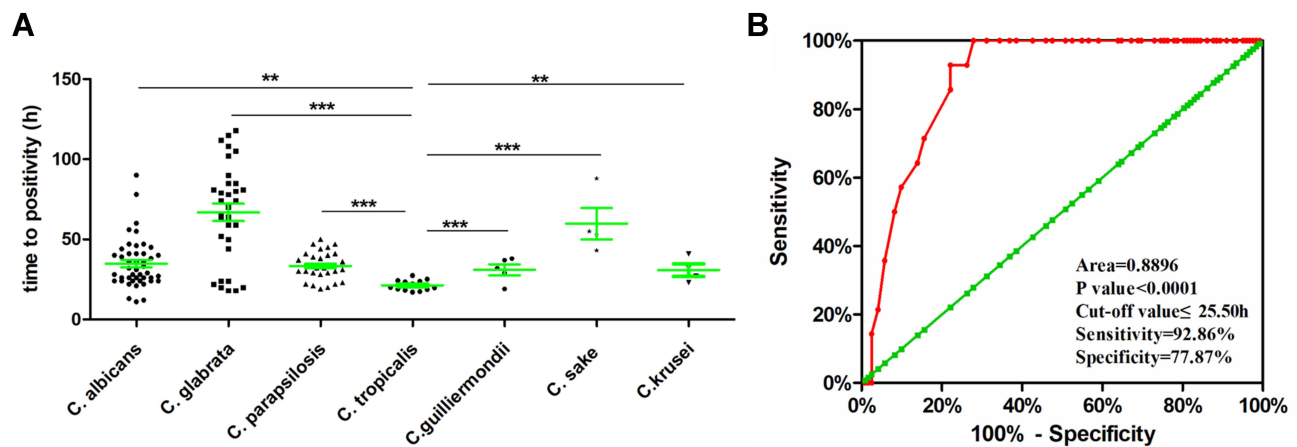 A
time to positivity (h)
150
100
50
0
**
***
***
***
***
**
C. albicans
C. glabrata
C. parapsilosis
C. tropicalis
C.guilliermondii
C. sake
C.krusei
B
Sensitivity
100%
80%
60%
40%
20%
0%
Area=0.8896
P value<0.0001
Cut-off value≤ 25.50h
Sensitivity=92.86%
Specificity=77.87%
0% 20% 40% 60% 80% 100%
100% - Specificity